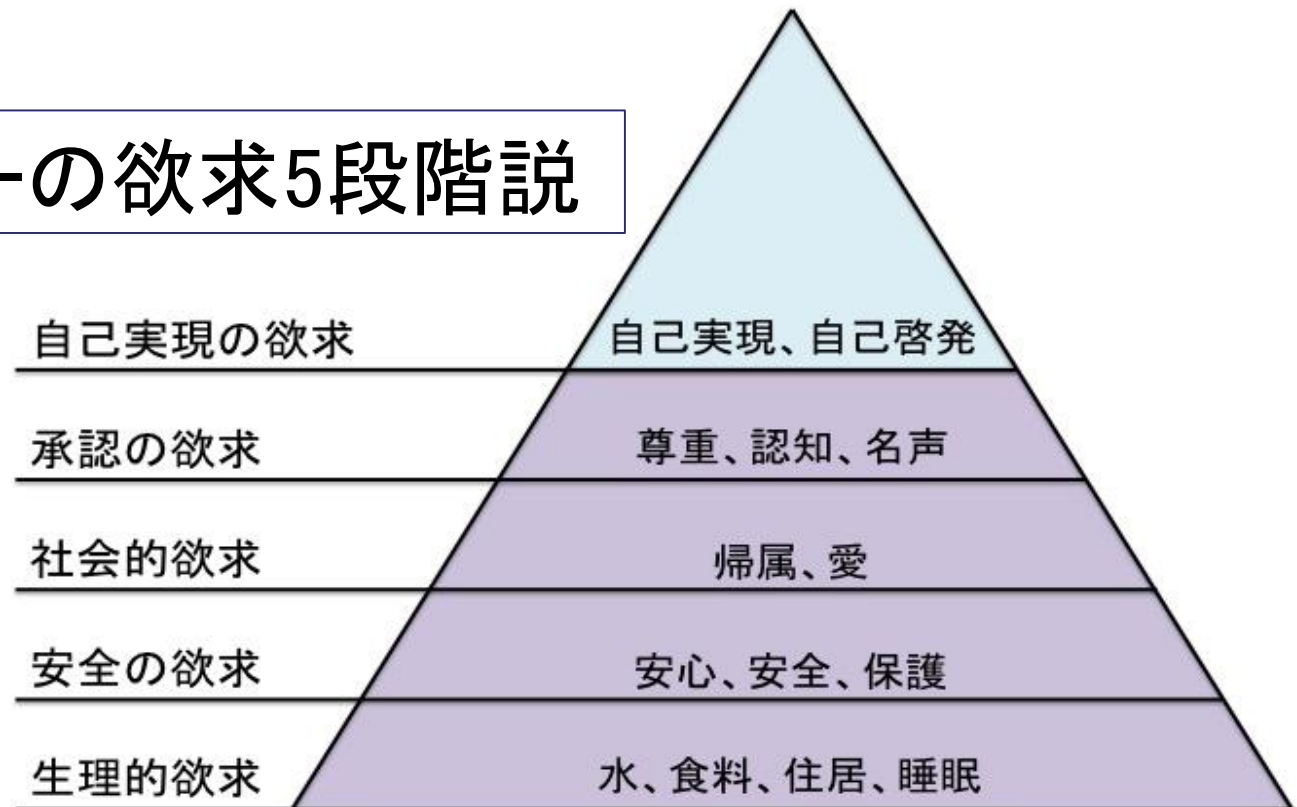 ーの欲求5段階説
自己実現の欲求 自己実現、自己啓発
承認の欲求 尊重、認知、名声
社会的欲求 帰属、愛
安全の欲求 安心、安全、保護
生理的欲求 水、食料、住居、睡眠